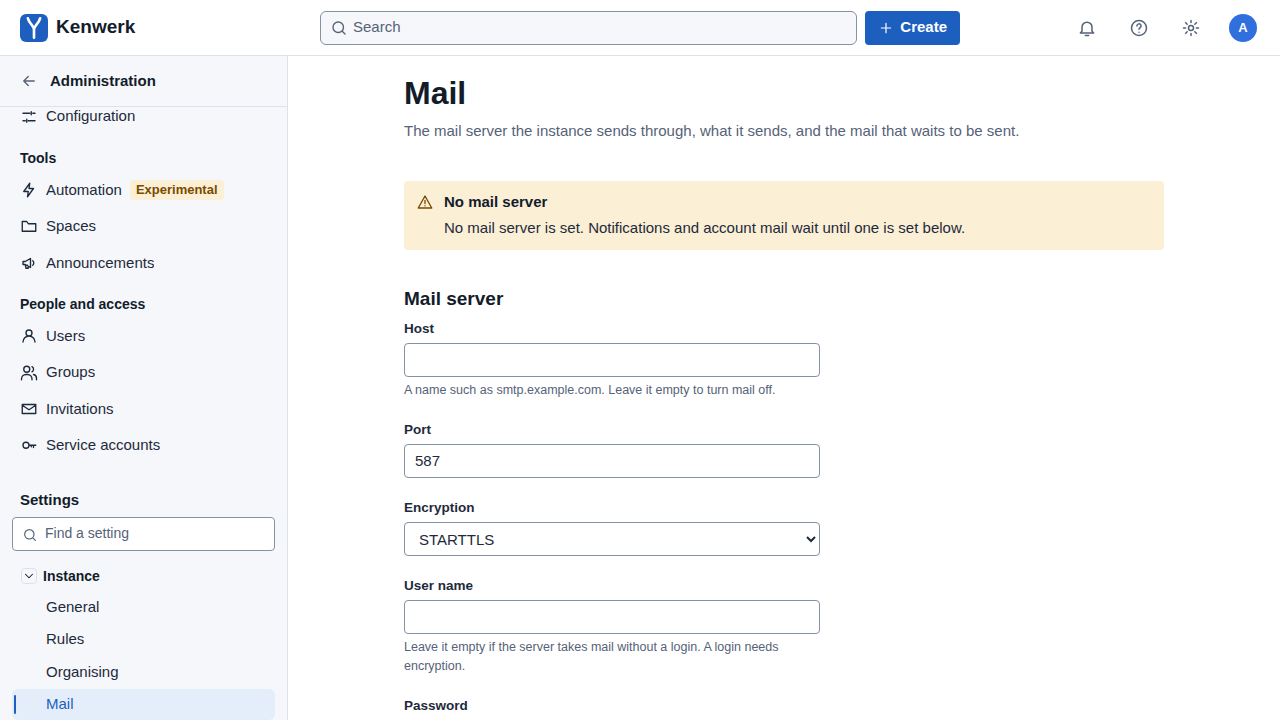 Kenwerk
Search
Create
A
Administration
Configuration
Tools
Automation Experimental
Spaces
Announcements
People and access
Users
Groups
Invitations
Service accounts
Settings
Find a setting
Instance
General
Rules
Organising
Mail
Mail
The mail server the instance sends through, what it sends, and the mail that waits to be sent.
No mail server
No mail server is set. Notifications and account mail wait until one is set below.
Mail server
Host
A name such as smtp.example.com. Leave it empty to turn mail off.
Port
587
Encryption
STARTTLS
User name
Leave it empty if the server takes mail without a login. A login needs
encryption.
Password